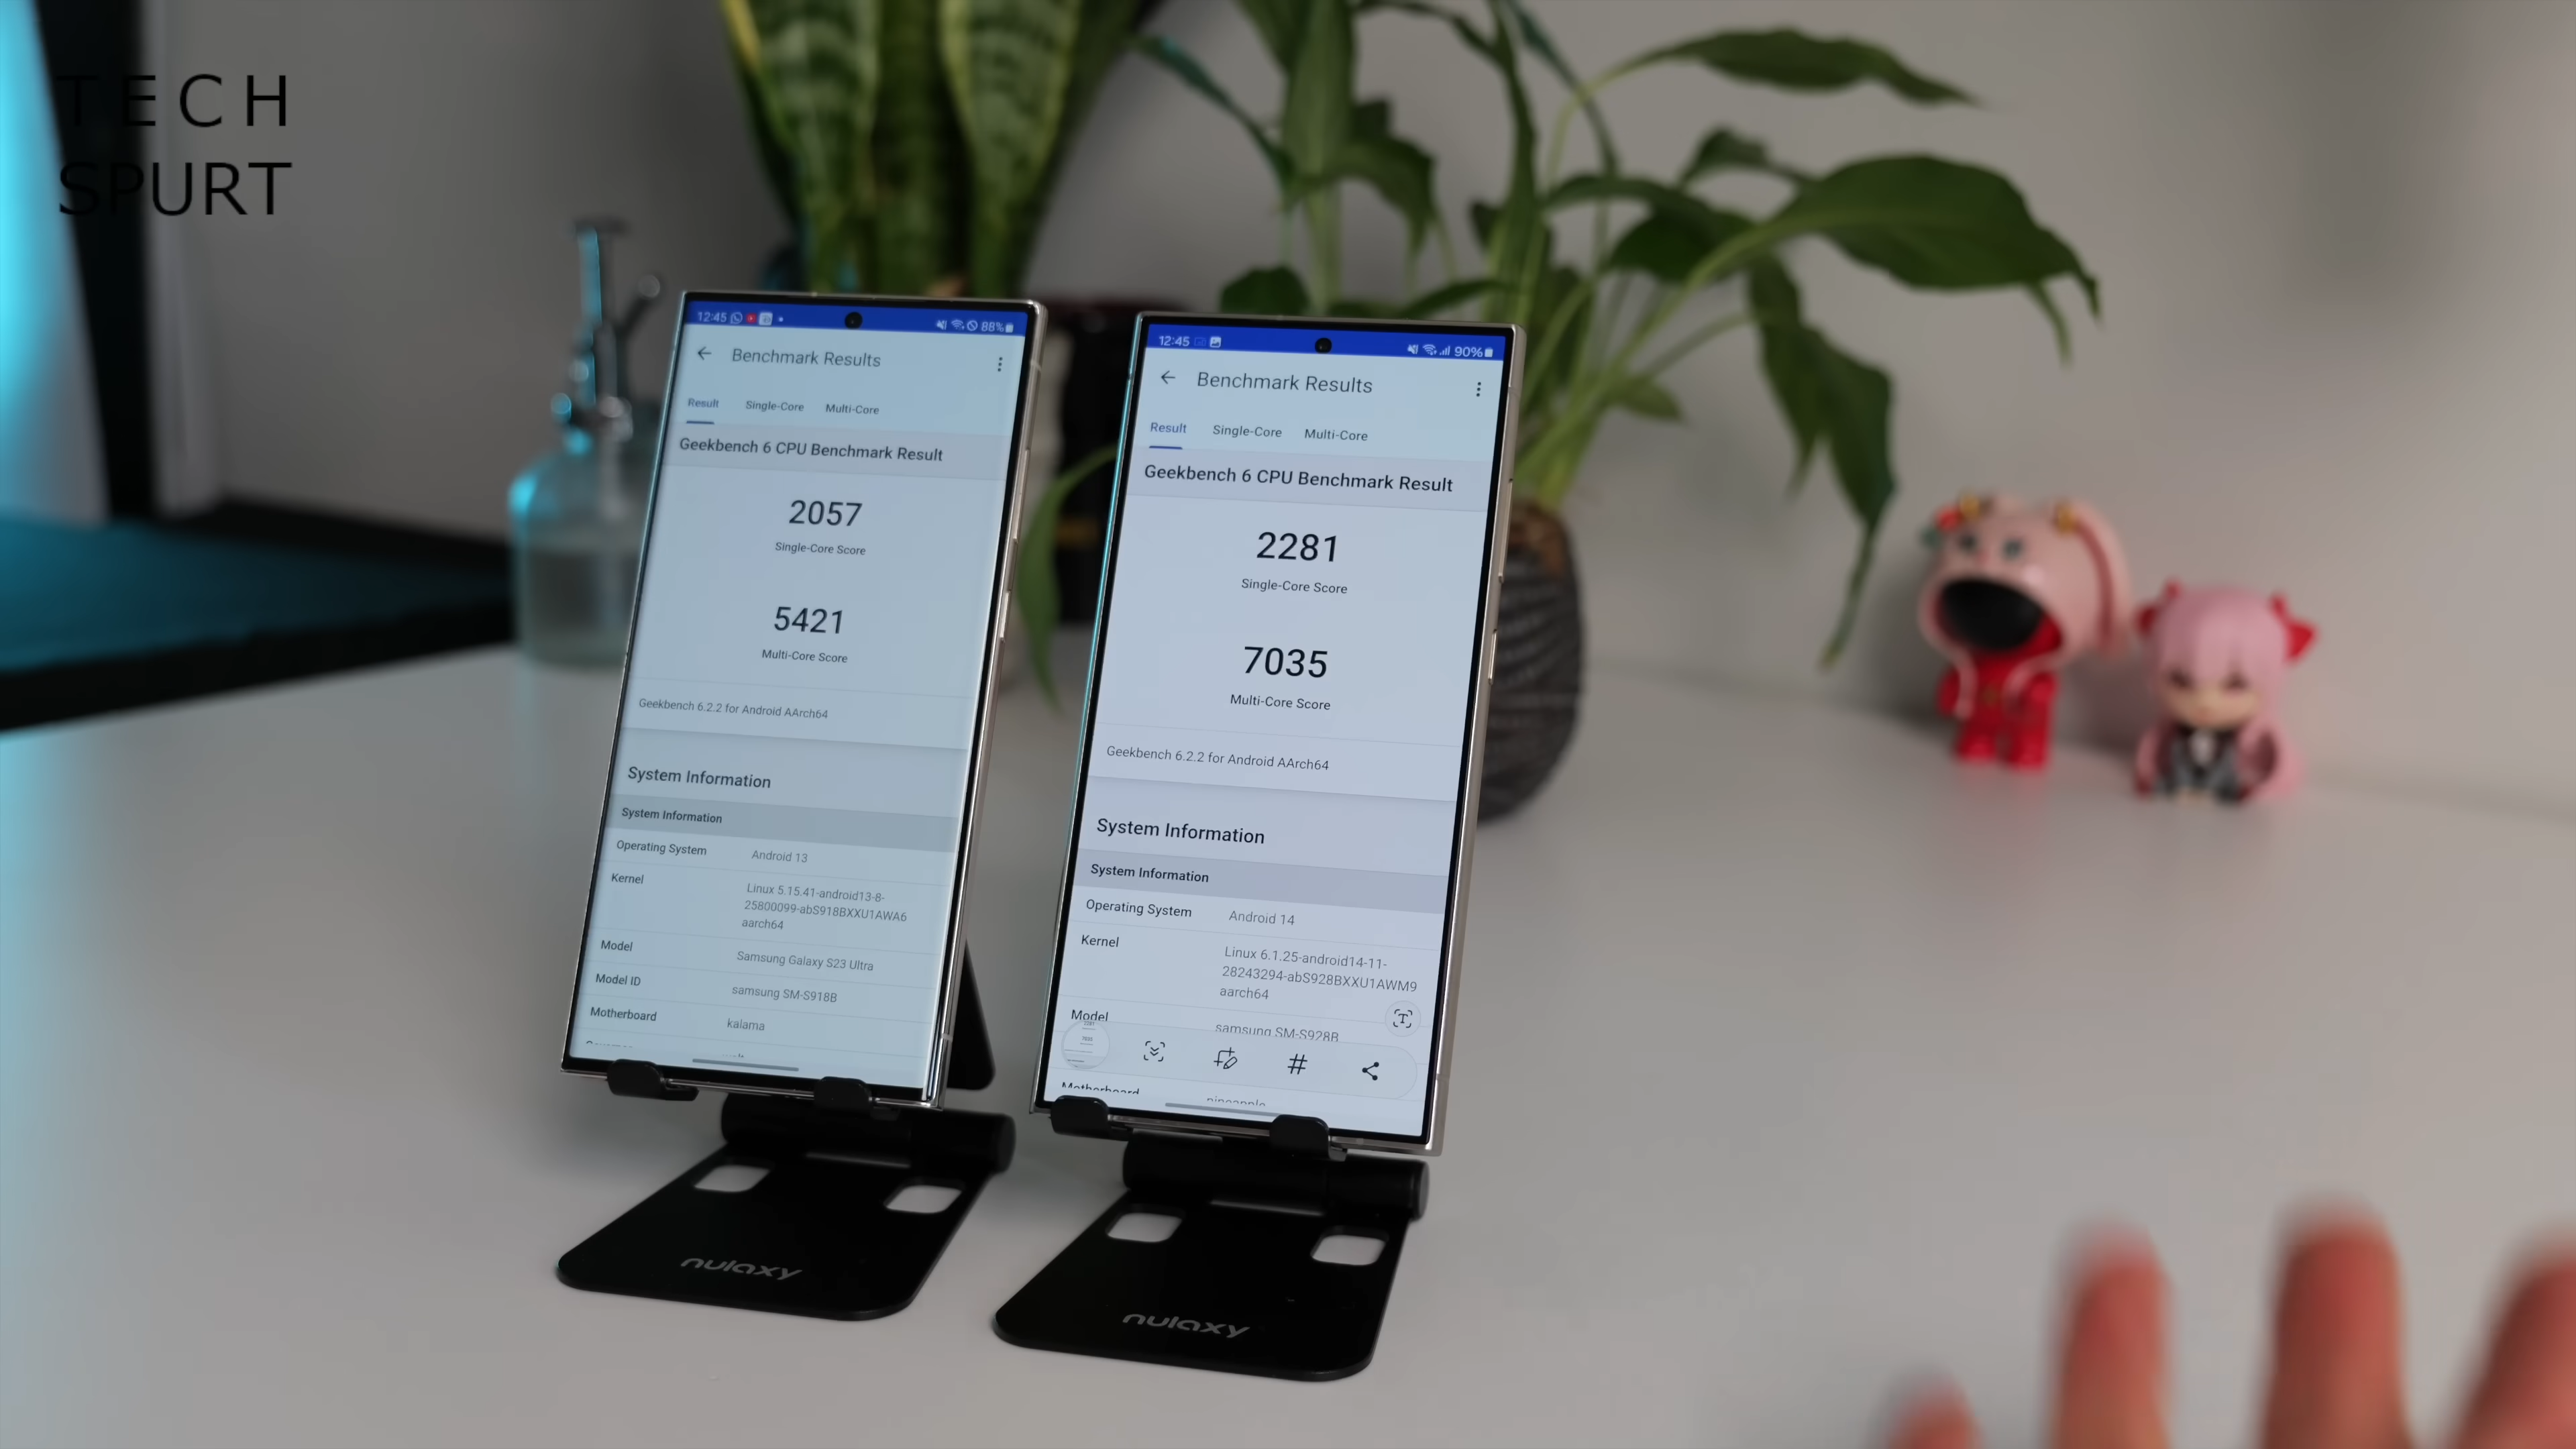 TECH
SPURT
12:45 88%
Benchmark Results
Result Single-Core Multi-Core
Geekbench 6 CPU Benchmark Result
2057
Single-Core Score
5421
Multi-Core Score
Geekbench 6.2.2 for Android AArch64
System Information
System Information
Operating System Android 13
Kernel Linux 5.15.41-android13-8-
25800099-abS918BXXU1AWA6
aarch64
Model Samsung Galaxy S23 Ultra
Model ID samsung SM-S918B
Motherboard kalama
nulaxy
12:45 90%
Benchmark Results
Result Single-Core Multi-Core
Geekbench 6 CPU Benchmark Result
2281
Single-Core Score
7035
Multi-Core Score
Geekbench 6.2.2 for Android AArch64
System Information
System Information
Operating System Android 14
Kernel Linux 6.1.25-android14-11-
28243294-abS928BXXU1AWM9
aarch64
Model samsung SM-S928B
Motherboard pineapple
nulaxy